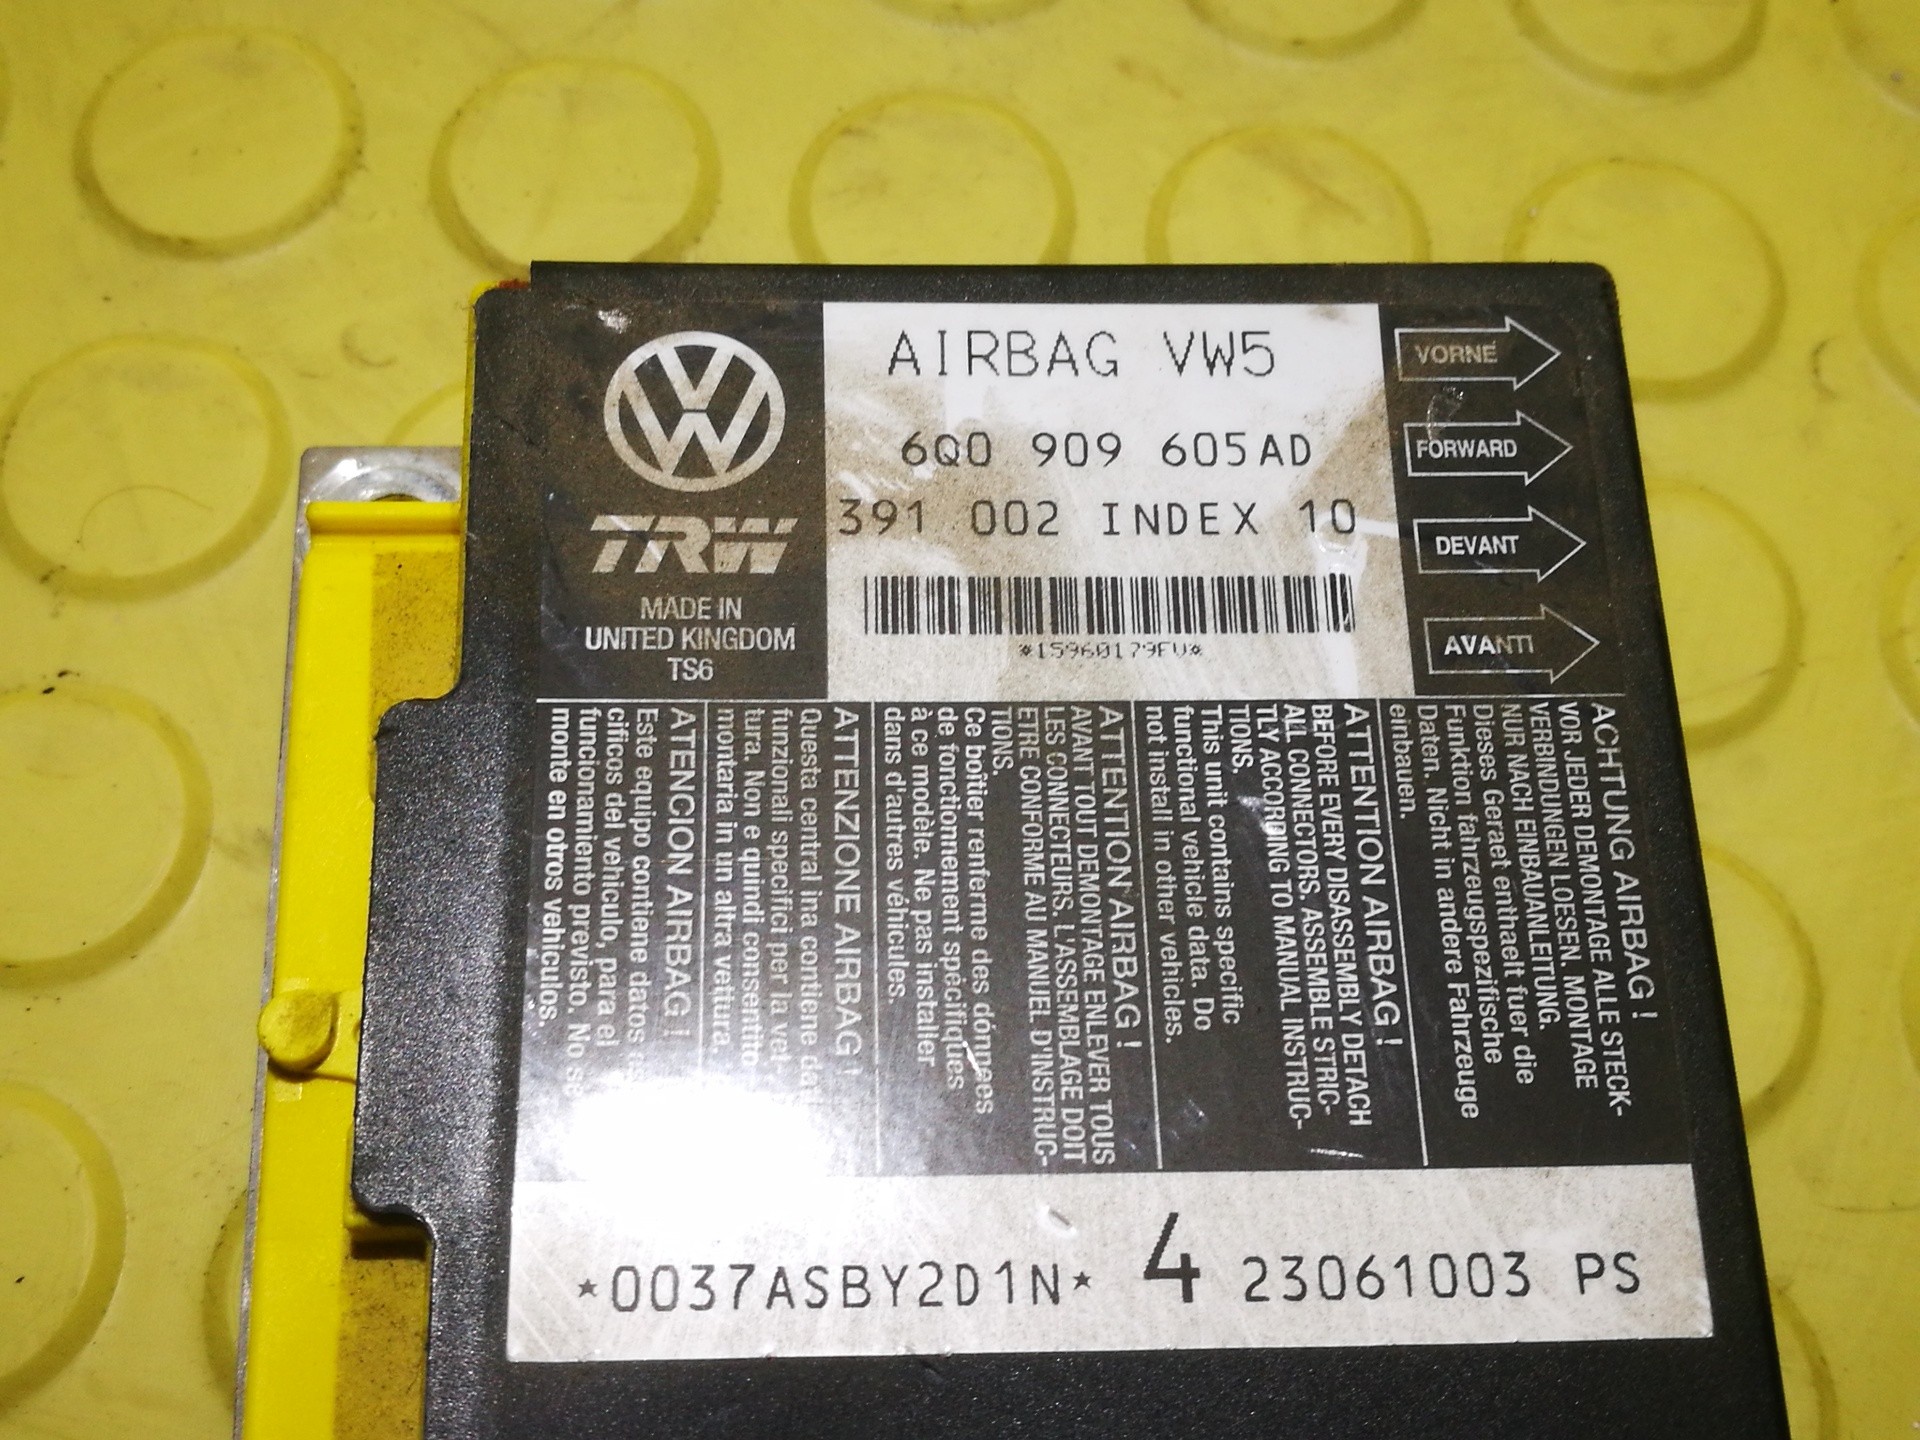 AIRBAG VW5
6Q0 909 605AD
391 002 INDEX 10
TRW
MADE IN
UNITED KINGDOM
TS6
VORNE
FORWARD
DEVANT
AVANTI
ACHTUNG AIRBAG !
VOR JEDER DEMONTAGE ALLE STECK-
VERBINDUNGEN LOESEN. MONTAGE
NUR NACH EINBAUANLEITUNG.
Dieses Geraet enthaelt fuer die
Funktion fahrzeugspezifische
Daten. Nicht in andere Fahrzeuge
einbauen.
ATTENTION AIRBAG !
BEFORE EVERY DISASSEMBLY DETACH
ALL CONNECTORS. ASSEMBLE STRIC-
TLY ACCORDING TO MANUAL INSTRUC-
TIONS.
This unit contains specific
functional vehicle data. Do
not install in other vehicles.
ATTENTION AIRBAG !
AVANT TOUT DEMONTAGE ENLEVER TOUS
LES CONNECTEURS. L'ASSEMBLAGE DOIT
ETRE CONFORME AU MANUEL D'INSTRUC-
TIONS.
Ce boîtier renferme des données
de fonctionnement spécifiques
à ce modèle. Ne pas installer
dans d'autres véhicules.
ATTENZIONE AIRBAG !
Questa central ina contiene
funzionali specifici per la vet-
tura. Non e quindi consentito
montaria in un altra vettura.
ATENCION AIRBAG !
Este equipo contiene datos
cificos del vehiculo, para el
funcionamiento previsto. No se
monte en otros vehiculos.
*0037ASBY2D1N* 4 23061003 PS